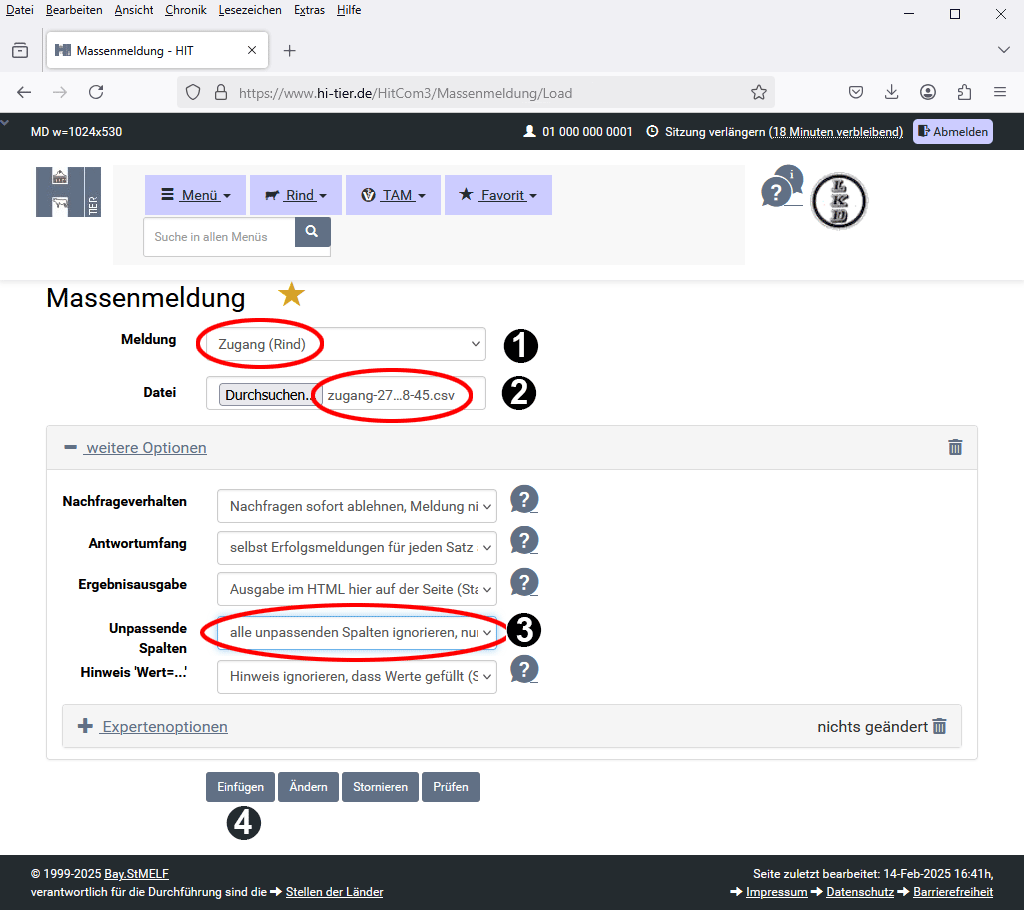 Datei Bearbeiten Ansicht Chronik Lesezeichen Extras Hilfe
Massenmeldung - HIT
https://www.hi-tier.de/HitCom3/Massenmeldung/Load
MD w=1024x530 01 000 000 0001 Sitzung verlängern (18 Minuten verbleibend) Abmelden
TIER
Menü Rind TAM Favorit
? i
LKD
Suche in allen Menüs
Massenmeldung
Meldung Zugang (Rind) 1
Datei Durchsuchen... zugang-27...8-45.csv 2
weitere Optionen
Nachfrageverhalten Nachfragen sofort ablehnen, Meldung ni ?
Antwortumfang selbst Erfolgsmeldungen für jeden Satz ?
Ergebnisausgabe Ausgabe im HTML hier auf der Seite (Sta ?
Unpassende Spalten alle unpassenden Spalten ignorieren, nur 3
Hinweis 'Wert=...' Hinweis ignorieren, dass Werte gefüllt (S ?
Expertenoptionen nichts geändert
Einfügen Ändern Stornieren Prüfen
4
© 1999-2025 Bay.StMELF Seite zuletzt bearbeitet: 14-Feb-2025 16:41h,
verantwortlich für die Durchführung sind die ➔ Stellen der Länder ➔ Impressum ➔ Datenschutz ➔ Barrierefreiheit